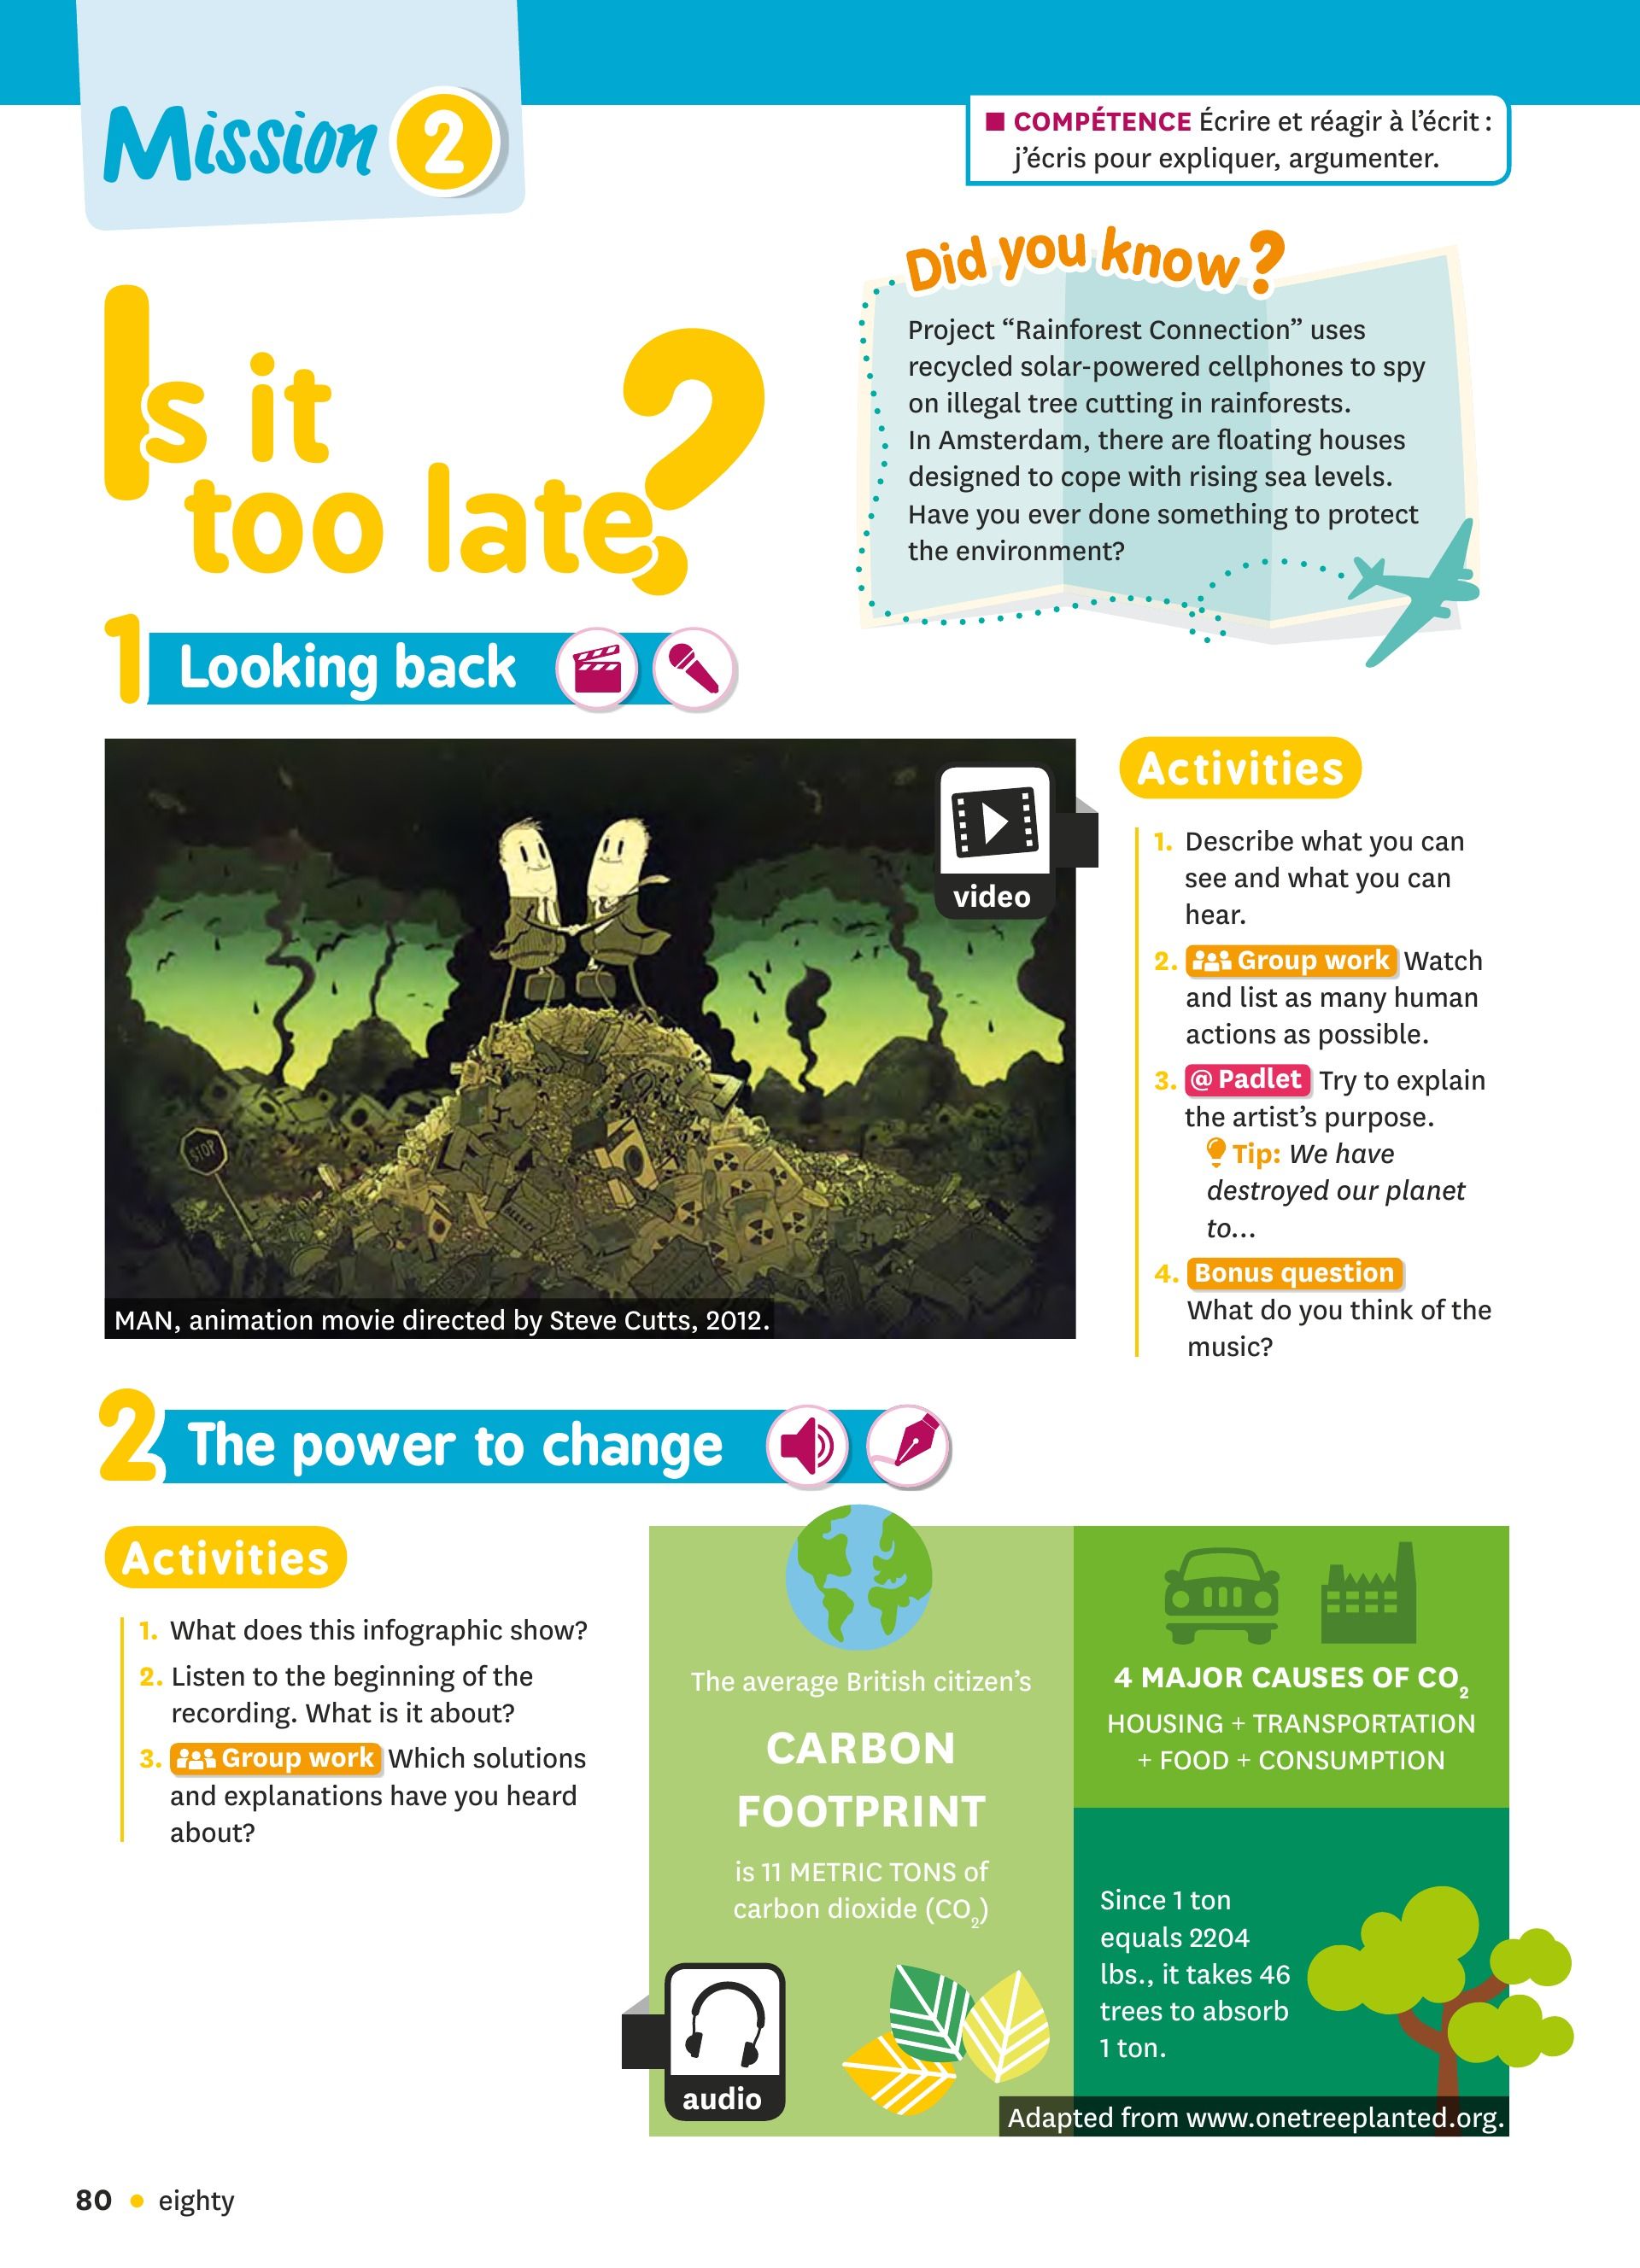 Mission 2
■ COMPÉTENCE Écrire et réagir à l'écrit :
j'écris pour expliquer, argumenter.
Is it
too late?
Did you know?
Project “Rainforest Connection” uses
recycled solar-powered cellphones to spy
on illegal tree cutting in rainforests.
In Amsterdam, there are floating houses
designed to cope with rising sea levels.
Have you ever done something to protect
the environment?
1 Looking back
video
STOP
MAN, animation movie directed by Steve Cutts, 2012.
Activities
1. Describe what you can
see and what you can
hear.
2. Group work Watch
and list as many human
actions as possible.
3. @ Padlet Try to explain
the artist’s purpose.
Tip: We have
destroyed our planet
to…
4. Bonus question
What do you think of the
music?
2 The power to change
Activities
1. What does this infographic show?
2. Listen to the beginning of the
recording. What is it about?
3. Group work Which solutions
and explanations have you heard
about?
The average British citizen’s
CARBON
FOOTPRINT
is 11 METRIC TONS of
carbon dioxide (CO₂)
audio
4 MAJOR CAUSES OF CO₂
HOUSING + TRANSPORTATION
+ FOOD + CONSUMPTION
Since 1 ton
equals 2204
lbs., it takes 46
trees to absorb
1 ton.
Adapted from www.onetreeplanted.org.
80 • eighty